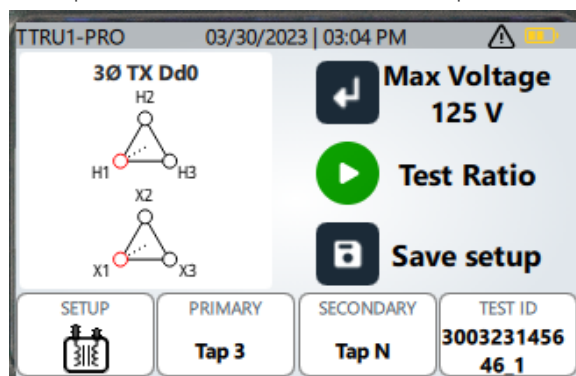 TTRU1-PRO 03/30/2023 | 03:04 PM
3Ø TX Dd0
H2
H1 H3
X2
X1 X3
Max Voltage
125 V
Test Ratio
Save setup
SETUP
PRIMARY
Tap 3
SECONDARY
Tap N
TEST ID
3003231456
46_1